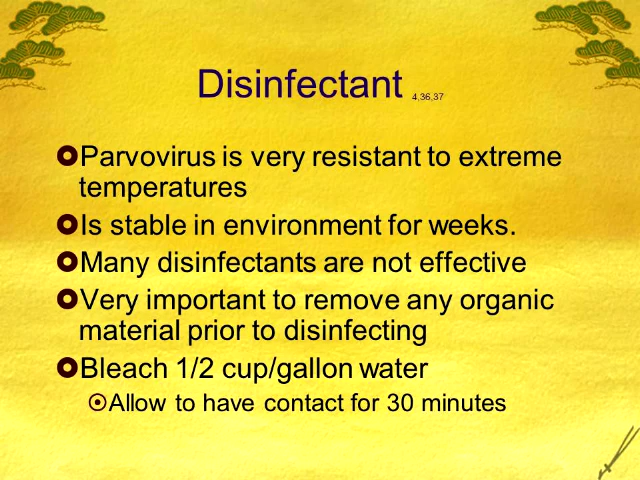 Disinfectant 4,36,37
Parvovirus is very resistant to extreme
temperatures
Is stable in environment for weeks.
Many disinfectants are not effective
Very important to remove any organic
material prior to disinfecting
Bleach 1/2 cup/gallon water
Allow to have contact for 30 minutes